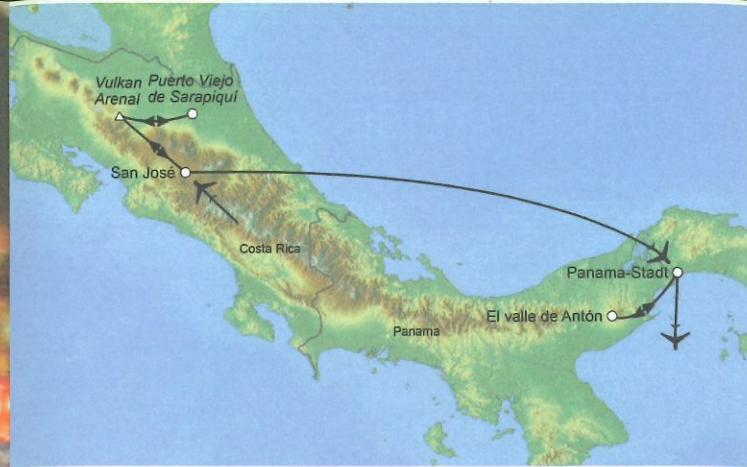 Vulkan
Arenal
Puerto Viejo
de Sarapiquí
San José
Costa Rica
Panama-Stadt
El valle de Antón
Panama